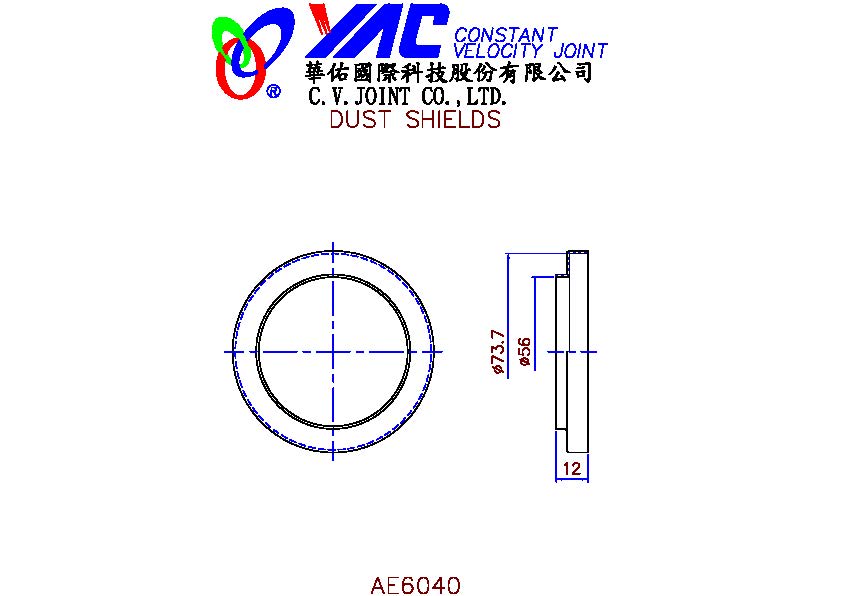 YAC CONSTANT
VELOCITY JOINT
®
華佑國際科技股份有限公司
C.V.JOINT CO.,LTD.
DUST SHIELDS
ø73.7
ø56
12
AE6040